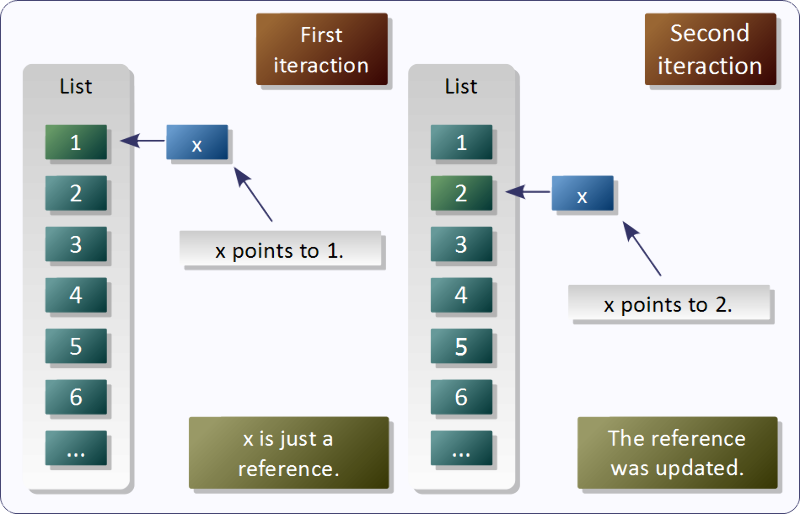 First
iteraction
List
1
x
2
3
x points to 1.
4
5
6
...
x is just a
reference.
Second
iteraction
List
1
2
x
3
4
x points to 2.
5
6
...
The reference
was updated.